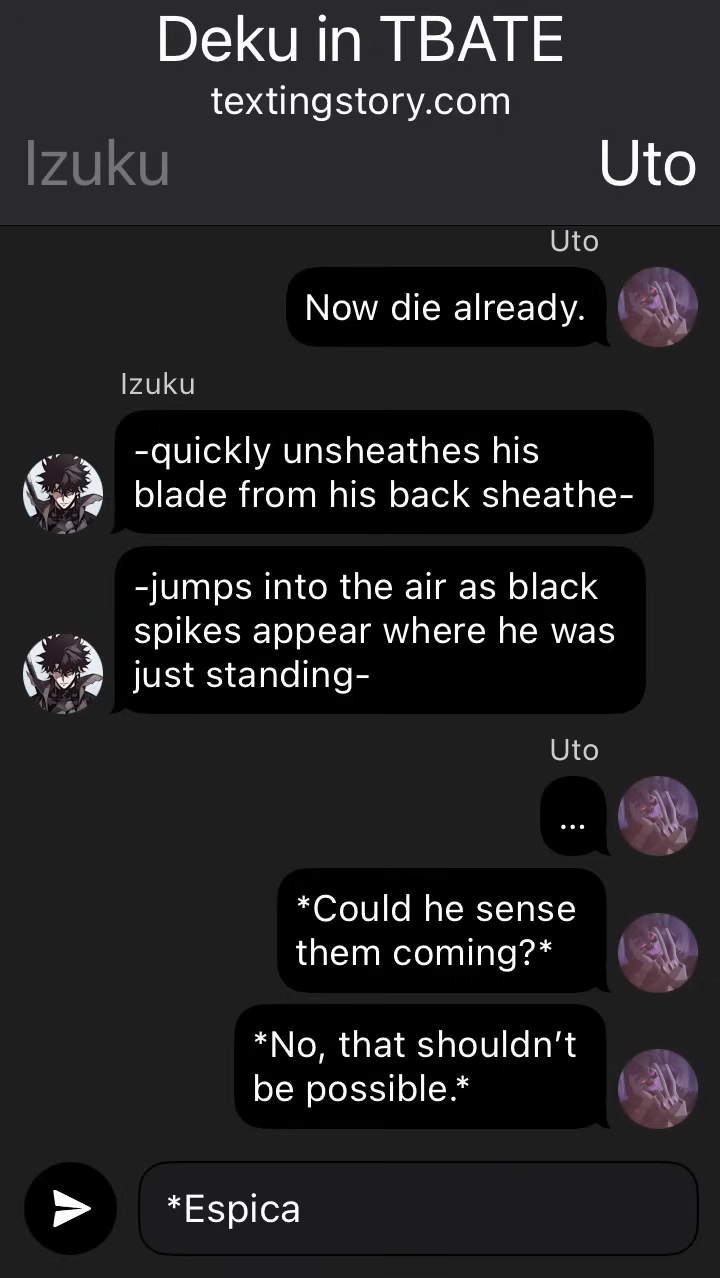 Deku in TBATE
textingstory.com
Izuku
Uto
Uto
Now die already.
Izuku
-quickly unsheathes his
blade from his back sheathe-
-jumps into the air as black
spikes appear where he was
just standing-
Uto
...
*Could he sense
them coming?*
*No, that shouldn’t
be possible.*
*Espica